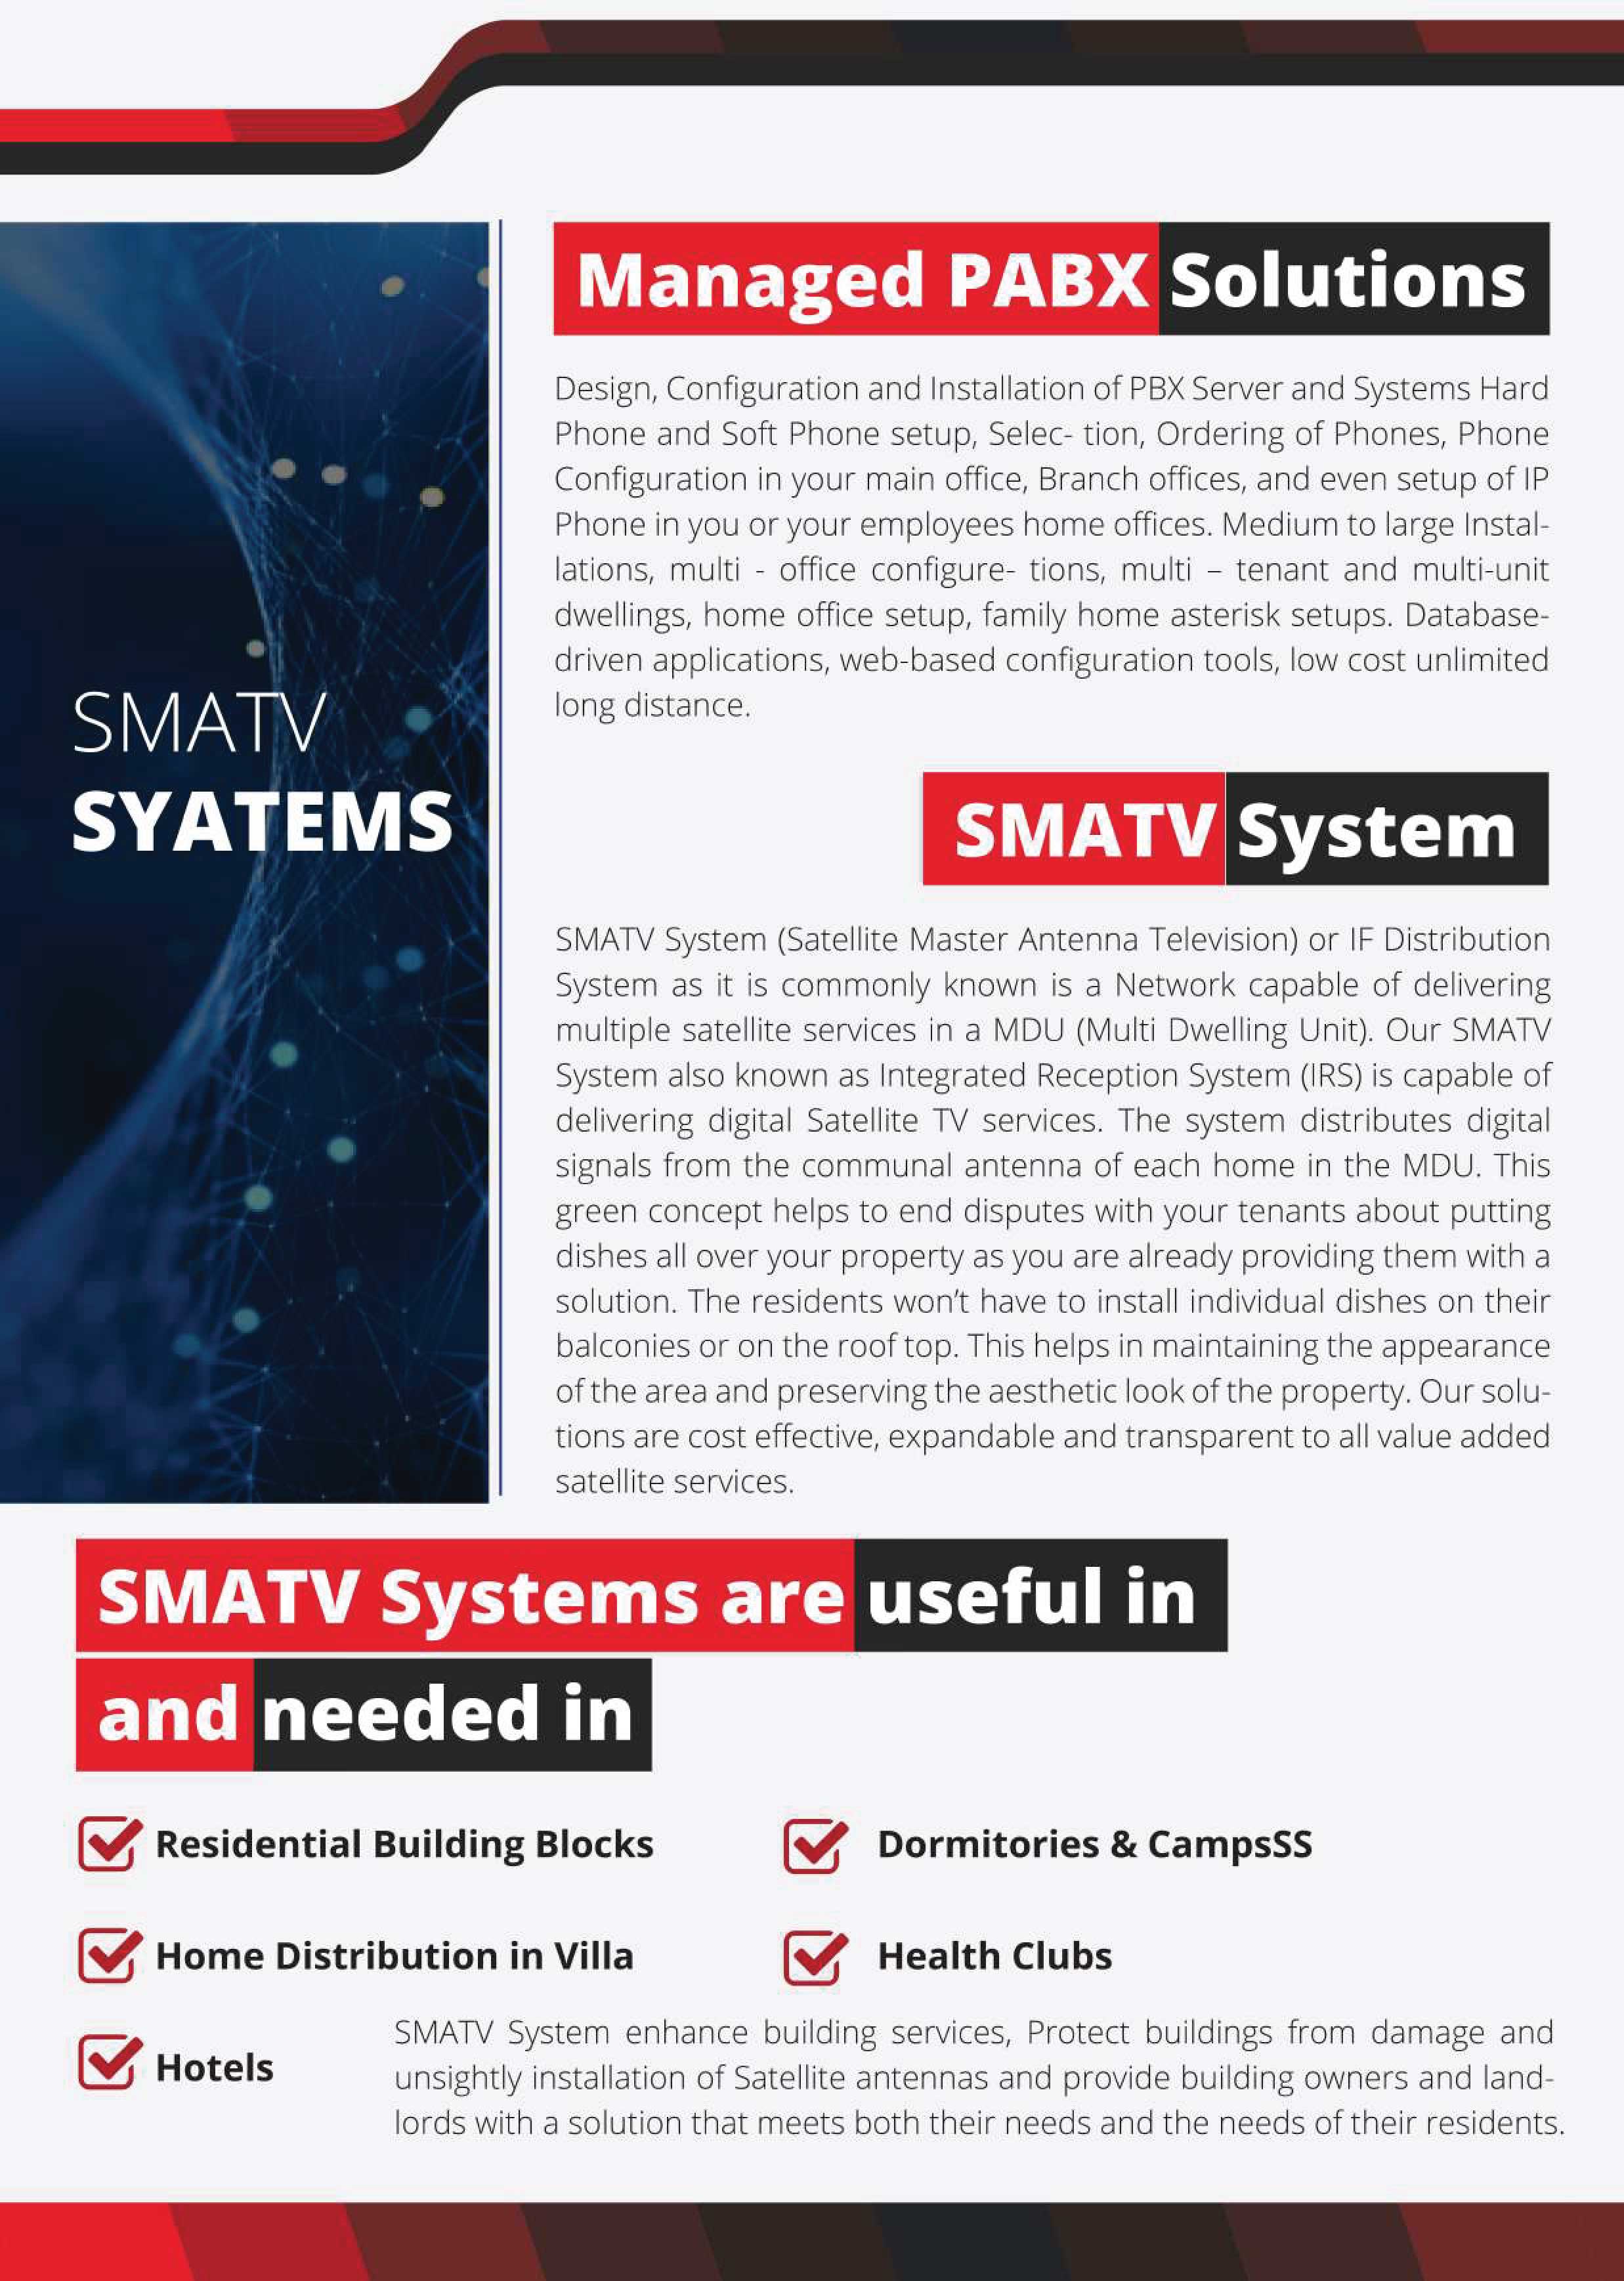 SMATV
SYATEMS
Managed PABX Solutions
Design, Configuration and Installation of PBX Server and Systems Hard
Phone and Soft Phone setup, Selec- tion, Ordering of Phones, Phone
Configuration in your main office, Branch offices, and even setup of IP
Phone in you or your employees home offices. Medium to large Instal-
lations, multi - office configure- tions, multi – tenant and multi-unit
dwellings, home office setup, family home asterisk setups. Database-
driven applications, web-based configuration tools, low cost unlimited
long distance.
SMATV System
SMATV System (Satellite Master Antenna Television) or IF Distribution
System as it is commonly known is a Network capable of delivering
multiple satellite services in a MDU (Multi Dwelling Unit). Our SMATV
System also known as Integrated Reception System (IRS) is capable of
delivering digital Satellite TV services. The system distributes digital
signals from the communal antenna of each home in the MDU. This
green concept helps to end disputes with your tenants about putting
dishes all over your property as you are already providing them with a
solution. The residents won't have to install individual dishes on their
balconies or on the roof top. This helps in maintaining the appearance
of the area and preserving the aesthetic look of the property. Our solu-
tions are cost effective, expandable and transparent to all value added
satellite services.
SMATV Systems are useful in
and needed in
Residential Building Blocks
Dormitories & CampsSS
Home Distribution in Villa
Health Clubs
Hotels
SMATV System enhance building services, Protect buildings from damage and
unsightly installation of Satellite antennas and provide building owners and land-
lords with a solution that meets both their needs and the needs of their residents.